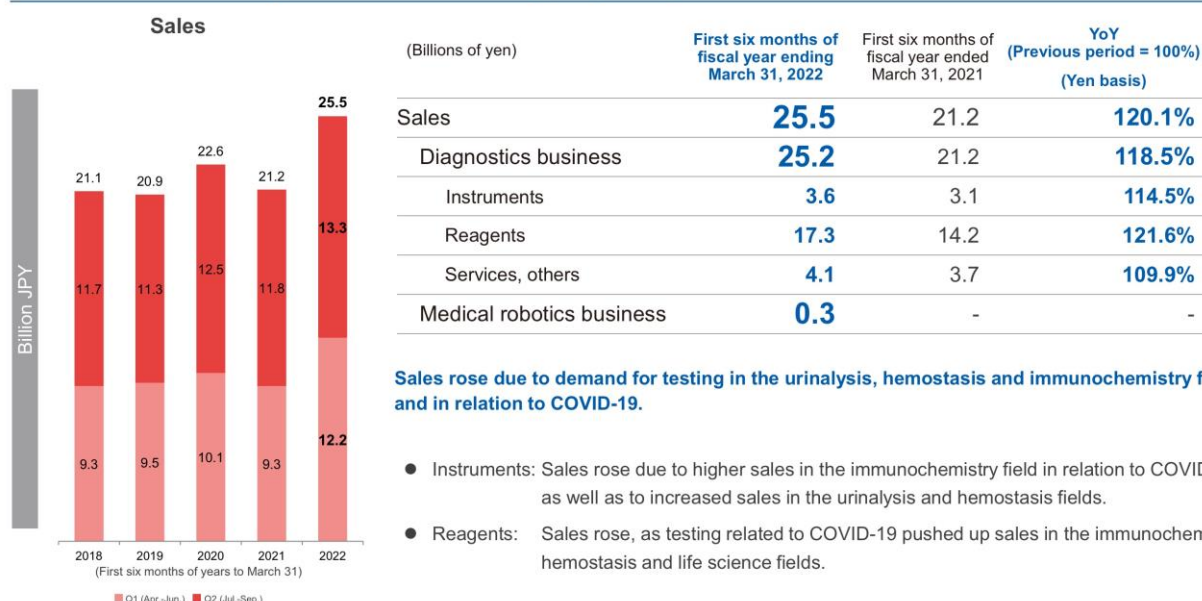 Sales
Billion JPY
25.5
22.6
21.1
20.9
21.2
13.3
12.5
11.7
11.3
11.8
12.2
9.3
9.5
10.1
9.3
2018 2019 2020 2021 2022
(First six months of years to March 31)
Q1 (Apr.-Jun.) Q2 (Jul.-Sep.)
(Billions of yen)
First six months of
fiscal year ending
March 31, 2022
First six months of
fiscal year ended
March 31, 2021
YoY
(Previous period = 100%)
(Yen basis)
Sales 25.5 21.2 120.1%
Diagnostics business 25.2 21.2 118.5%
Instruments 3.6 3.1 114.5%
Reagents 17.3 14.2 121.6%
Services, others 4.1 3.7 109.9%
Medical robotics business 0.3 - -
Sales rose due to demand for testing in the urinalysis, hemostasis and immunochemistry
and in relation to COVID-19.
● Instruments: Sales rose due to higher sales in the immunochemistry field in relation to
as well as to increased sales in the urinalysis and hemostasis fields.
● Reagents: Sales rose, as testing related to COVID-19 pushed up sales in the
hemostasis and life science fields.